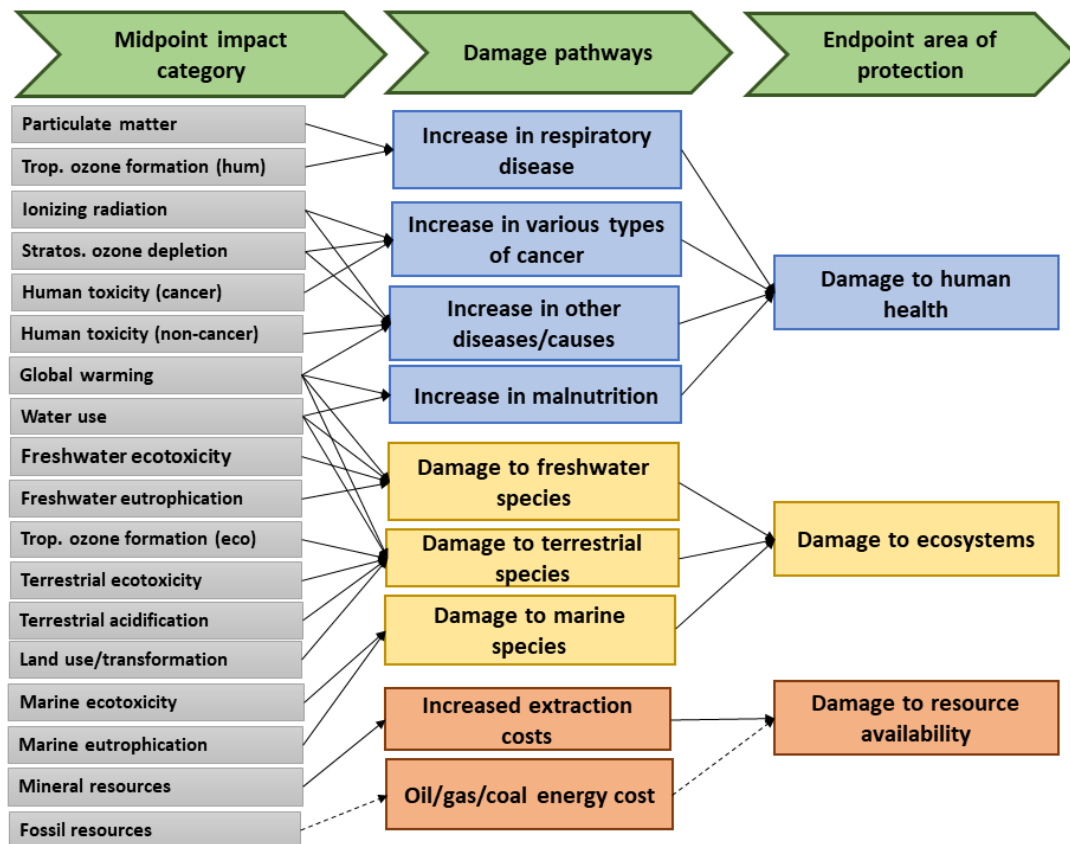 Midpoint impact
category
Damage pathways
Endpoint area of
protection
Particulate matter
Trop. ozone formation (hum)
Ionizing radiation
Stratos. ozone depletion
Human toxicity (cancer)
Human toxicity (non-cancer)
Global warming
Water use
Freshwater ecotoxicity
Freshwater eutrophication
Trop. ozone formation (eco)
Terrestrial ecotoxicity
Terrestrial acidification
Land use/transformation
Marine ecotoxicity
Marine eutrophication
Mineral resources
Fossil resources
Increase in respiratory
disease
Increase in various types
of cancer
Increase in other
diseases/causes
Increase in malnutrition
Damage to freshwater
species
Damage to terrestrial
species
Damage to marine
species
Increased extraction
costs
Oil/gas/coal energy cost
Damage to human
health
Damage to ecosystems
Damage to resource
availability